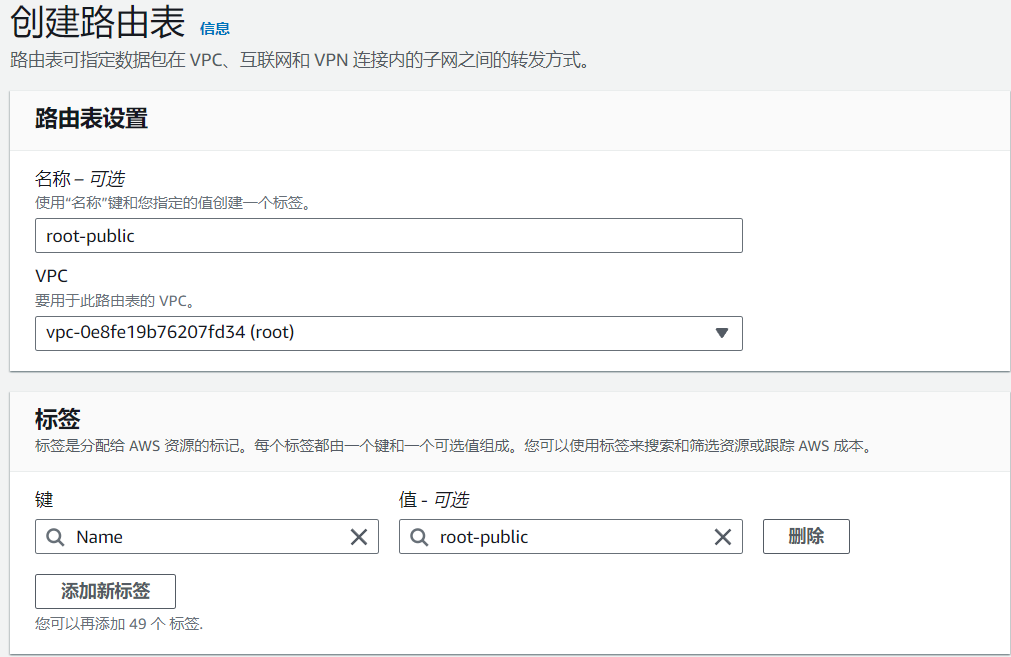 创建路由表 信息
路由表可指定数据包在 VPC、互联网和 VPN 连接内的子网之间的转发方式。
路由表设置
名称 – 可选
使用“名称”键和您指定的值创建一个标签。
root-public
VPC
要用于此路由表的 VPC。
vpc-0e8fe19b76207fd34 (root)
标签
标签是分配给 AWS 资源的标记。每个标签都由一个键和一个可选值组成。您可以使用标签来搜索和筛选资源或跟踪 AWS 成本。
键 值 - 可选
Name root-public 删除
添加新标签
您可以再添加 49 个 标签.